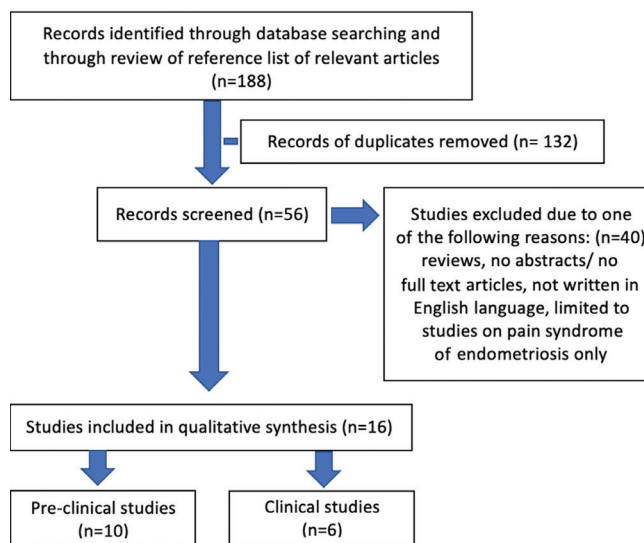 Records identified through database searching and
through review of reference list of relevant articles
(n=188)
Records of duplicates removed (n= 132)
Records screened (n=56)
Studies excluded due to one
of the following reasons: (n=40)
reviews, no abstracts/ no
full text articles, not written in
English language, limited to
studies on pain syndrome
of endometriosis only
Studies included in qualitative synthesis (n=16)
Pre-clinical studies
(n=10)
Clinical studies
(n=6)